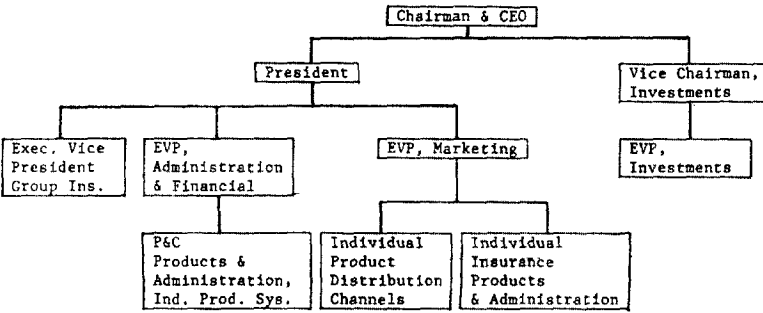 Chairman & CEO
President
Vice Chairman,
Investments
Exec. Vice
President
Group Ins.
EVP,
Administration
& Financial
EVP, Marketing
EVP,
Investments
P&C
Products &
Administration,
Ind. Prod. Sys.
Individual
Product
Distribution
Channels
Individual
Insurance
Products
& Administration